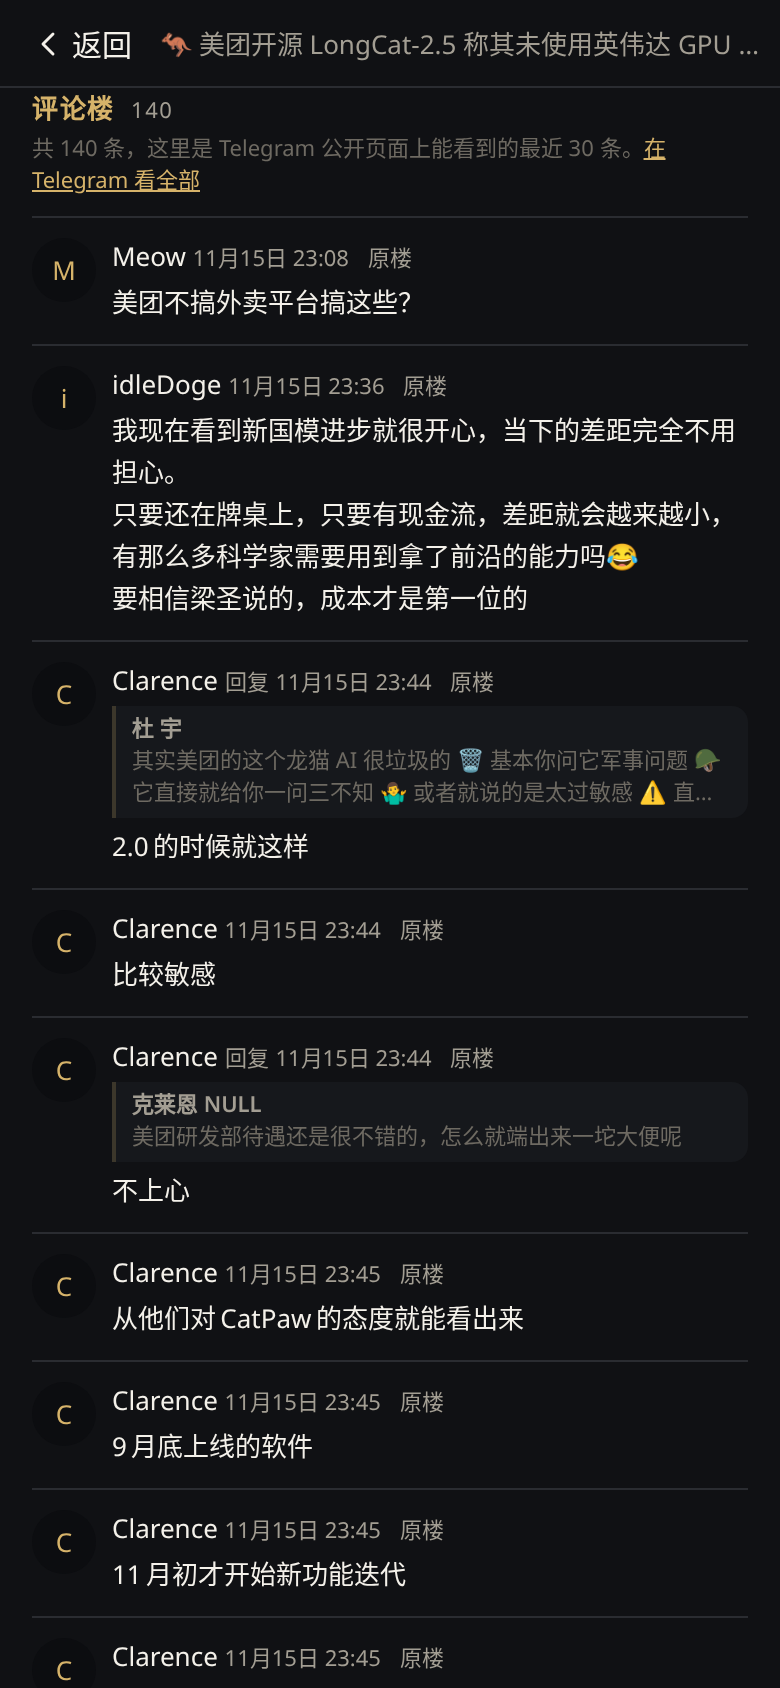 返回 🦘 美团开源 LongCat-2.5 称其未使用英伟达 GPU ...
评论楼 140
共 140 条，这里是 Telegram 公开页面上能看到的最近 30 条。在
Telegram 看全部
M
Meow 11月15日 23:08 原楼
美团不搞外卖平台搞这些？
i
idleDoge 11月15日 23:36 原楼
我现在看到新国模进步就很开心，当下的差距完全不用
担心。
只要还在牌桌上，只要有现金流，差距就会越来越小，
有那么多科学家需要用到拿了前沿的能力吗😂
要相信梁圣说的，成本才是第一位的
C
Clarence 回复 11月15日 23:44 原楼
杜 宇
其实美团的这个龙猫 AI 很垃圾的 🗑️ 基本你问它军事问题 🪖
它直接就给你一问三不知 🤷‍♂️ 或者就说的是太过敏感 ⚠️ 直...
2.0 的时候就这样
C
Clarence 11月15日 23:44 原楼
比较敏感
C
Clarence 回复 11月15日 23:44 原楼
克莱恩 NULL
美团研发部待遇还是很不错的，怎么就端出来一坨大便呢
不上心
C
Clarence 11月15日 23:45 原楼
从他们对 CatPaw 的态度就能看出来
C
Clarence 11月15日 23:45 原楼
9 月底上线的软件
C
Clarence 11月15日 23:45 原楼
11 月初才开始新功能迭代
C
Clarence 11月15日 23:45 原楼